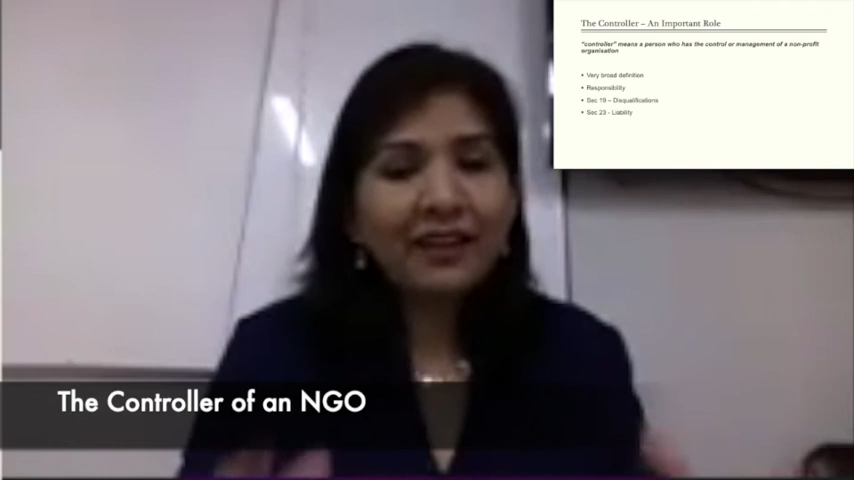 The Controller – An Important Role
"controller" means a person who has the control or management of a non-profit
organisation
• Very broad definition
• Responsibility
• Sec 19 – Disqualifications
• Sec 23 - Liability
The Controller of an NGO